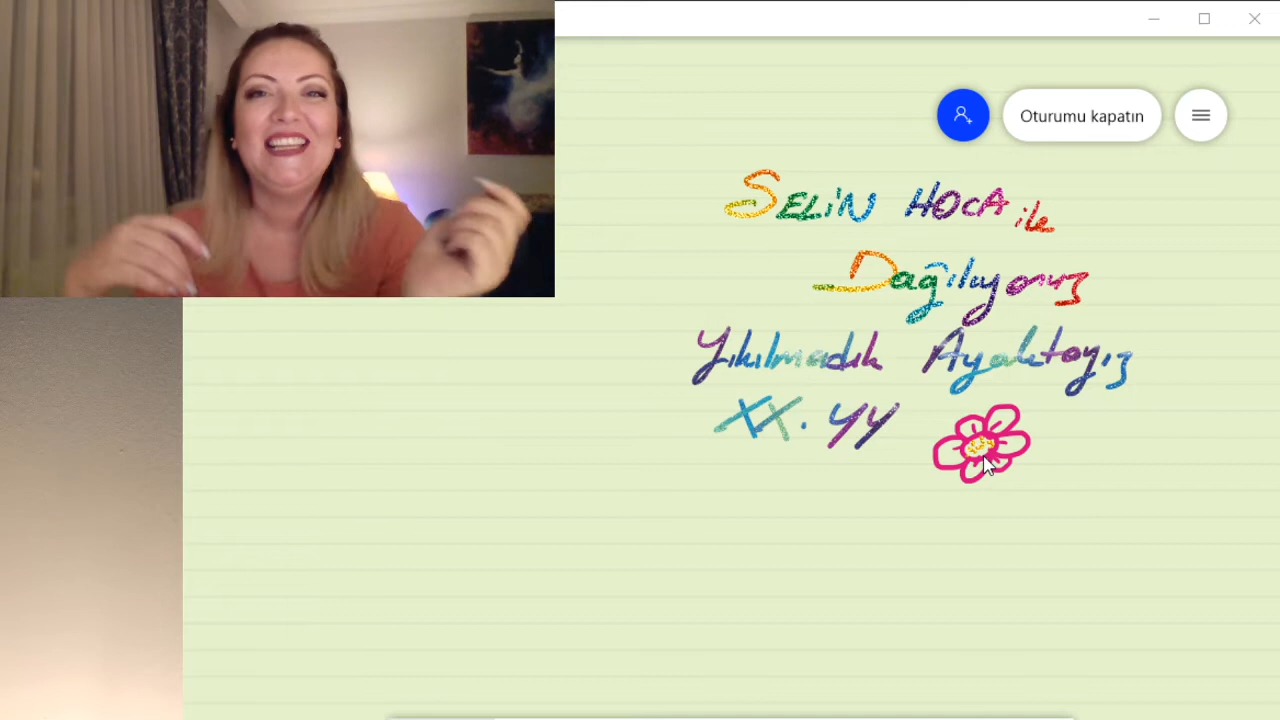 Oturumu kapatın
SELİN HOCA ile
Dağılıyoruz
Yıkılmadık Ayaktayız
XX. yy